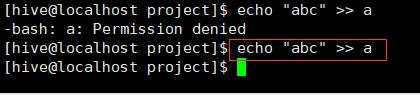 [hive@localhost project]$ echo "abc" >> a
-bash: a: Permission denied
[hive@localhost project]$ echo "abc" >> a
[hive@localhost project]$